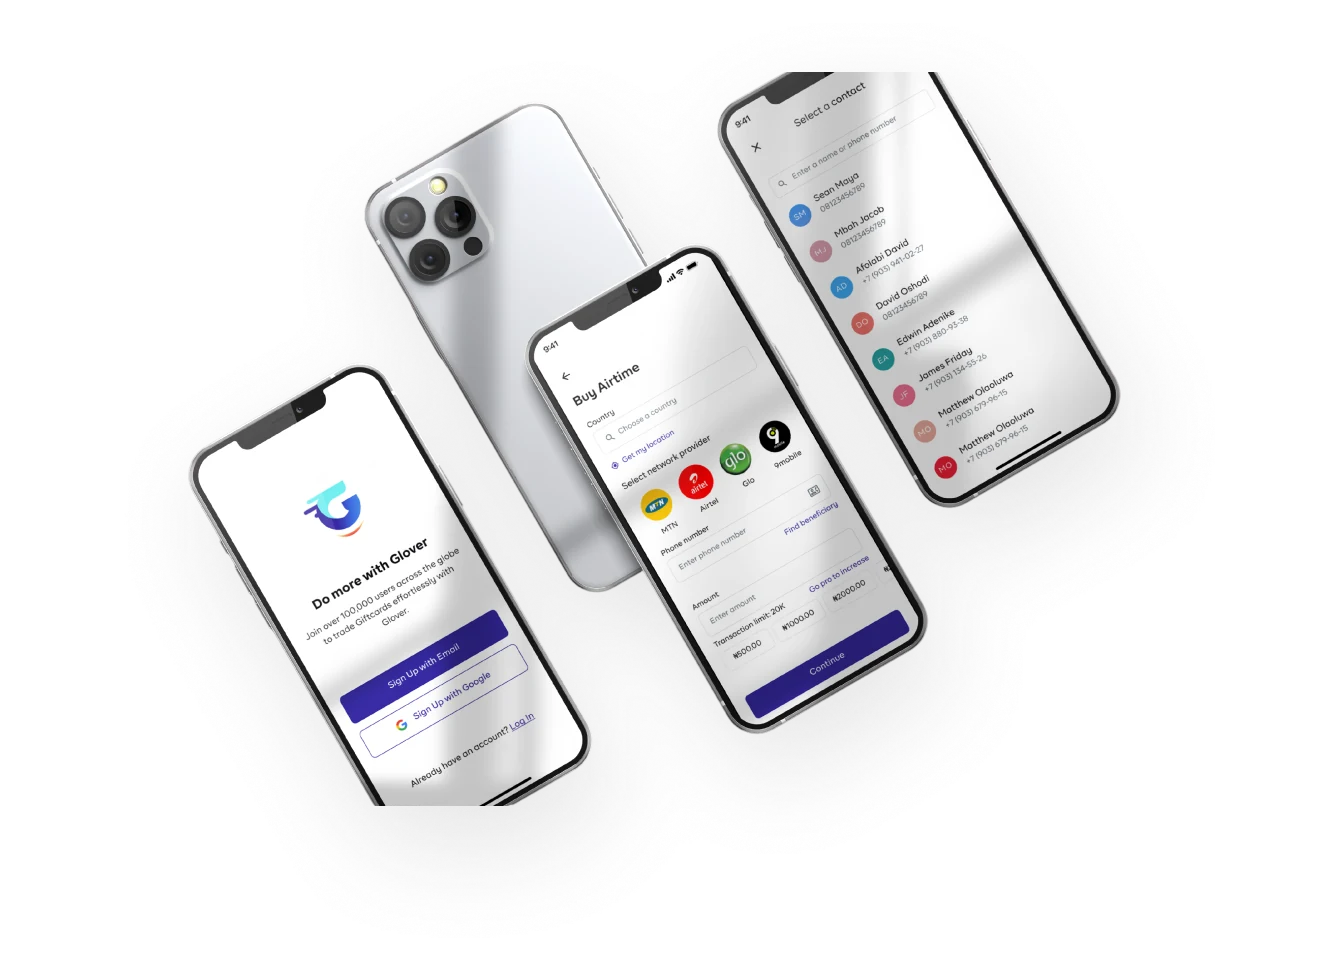 Do more with Glover
Join over 100,000 users across the globe
to trade Giftcards effortlessly with
Glover.
Sign Up with Email
Sign Up with Google
Already have an account? Log In
9:41
Buy Airtime
Country
Choose a country
Get my location
Select network provider
MTN
airtel
glo
9
MTN
Airtel
Glo
9mobile
Phone number
Enter phone number
Find beneficiary
Amount
Enter amount
Transaction limit: 20K
Go pro to increase
₦500.00
₦1000.00
₦2000.00
Continue
9:41
Select a contact
Enter a name or phone number
SM
Sean Maya
08123456789
MJ
Mbah Jacob
08123456789
AD
Afolabi David
+7 (903) 941-02-27
DO
David Oshodi
08123456789
EA
Edwin Adenike
+7 (903) 880-93-38
JF
James Friday
+7 (903) 134-55-26
MO
Matthew Olaoluwa
+7 (903) 679-96-15
MO
Matthew Olaoluwa
+7 (903) 679-96-15